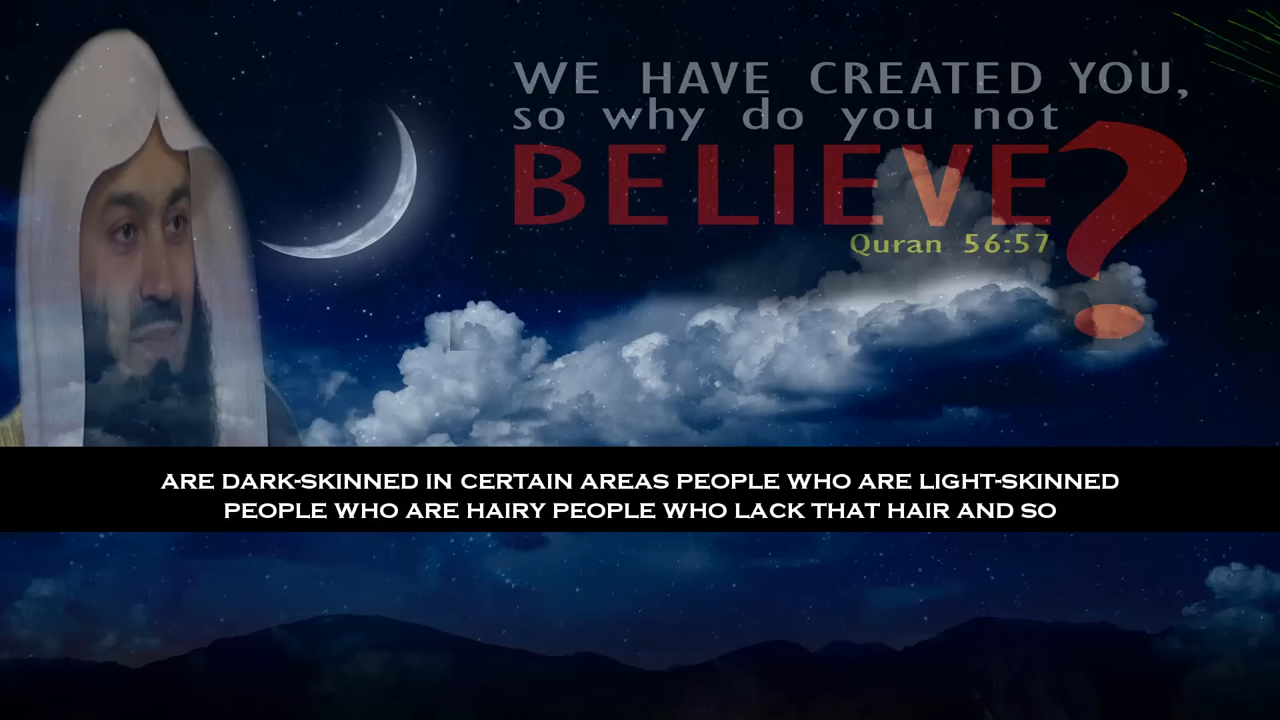 WE HAVE CREATED YOU,
so why do you not
BELIEVE?
Quran 56:57
ARE DARK-SKINNED IN CERTAIN AREAS PEOPLE WHO ARE LIGHT-SKINNED
PEOPLE WHO ARE HAIRY PEOPLE WHO LACK THAT HAIR AND SO